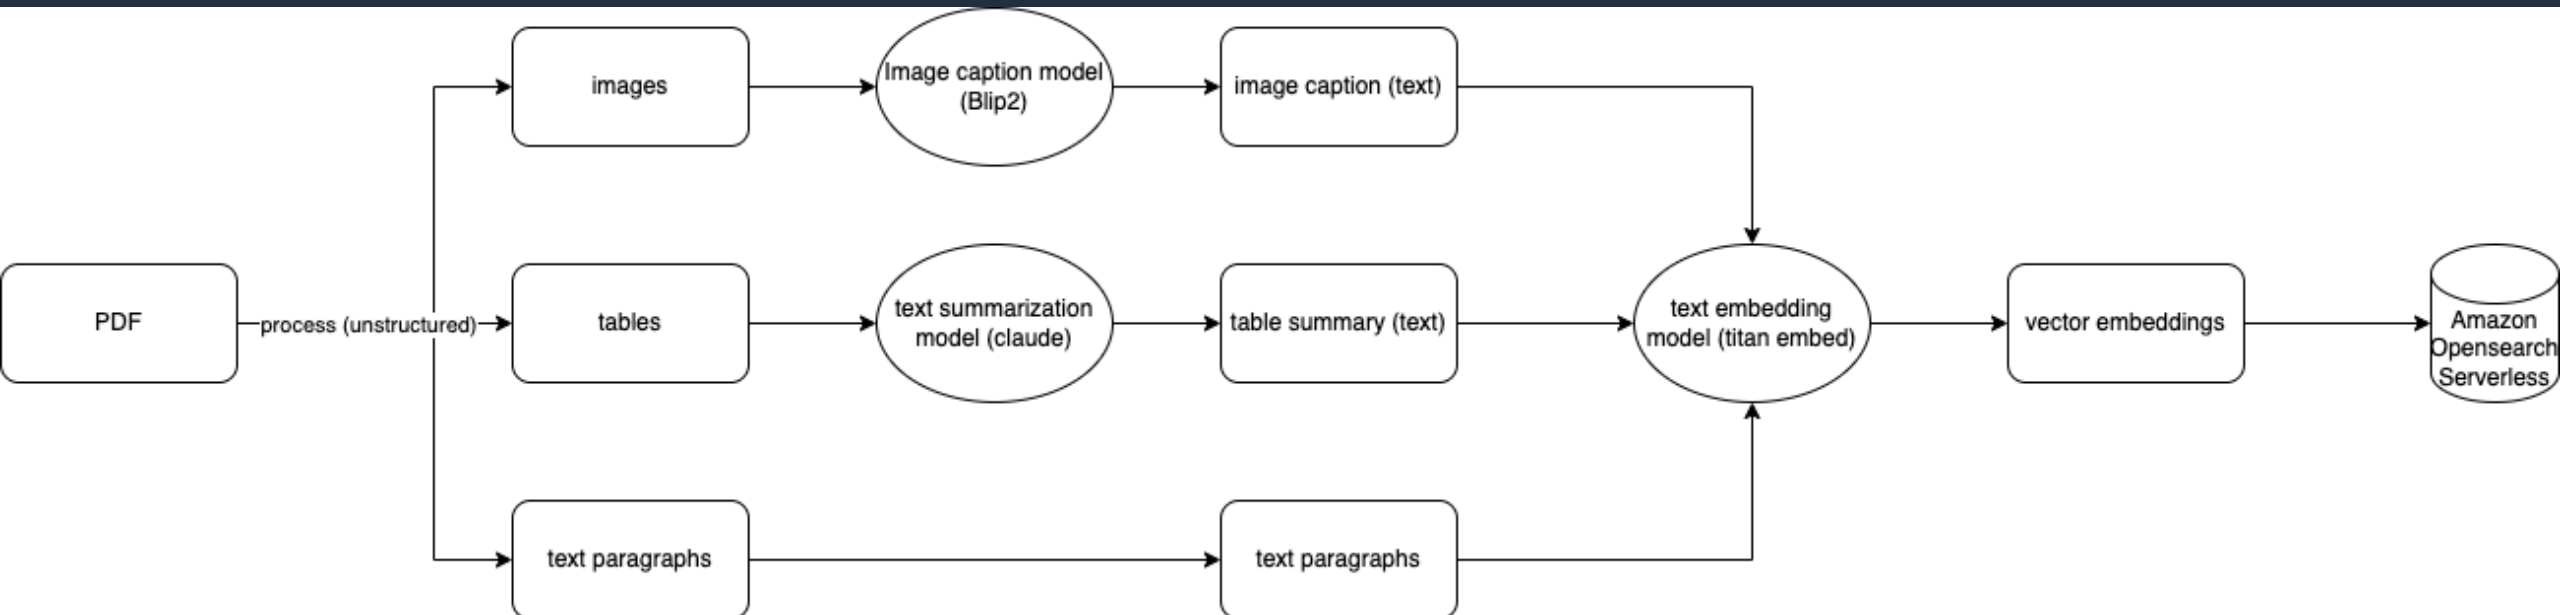 images
Image caption model
(Blip2)
image caption (text)
PDF
process (unstructured)
tables
text summarization
model (claude)
table summary (text)
text embedding
model (titan embed)
vector embeddings
Amazon
Opensearch
Serverless
text paragraphs
text paragraphs